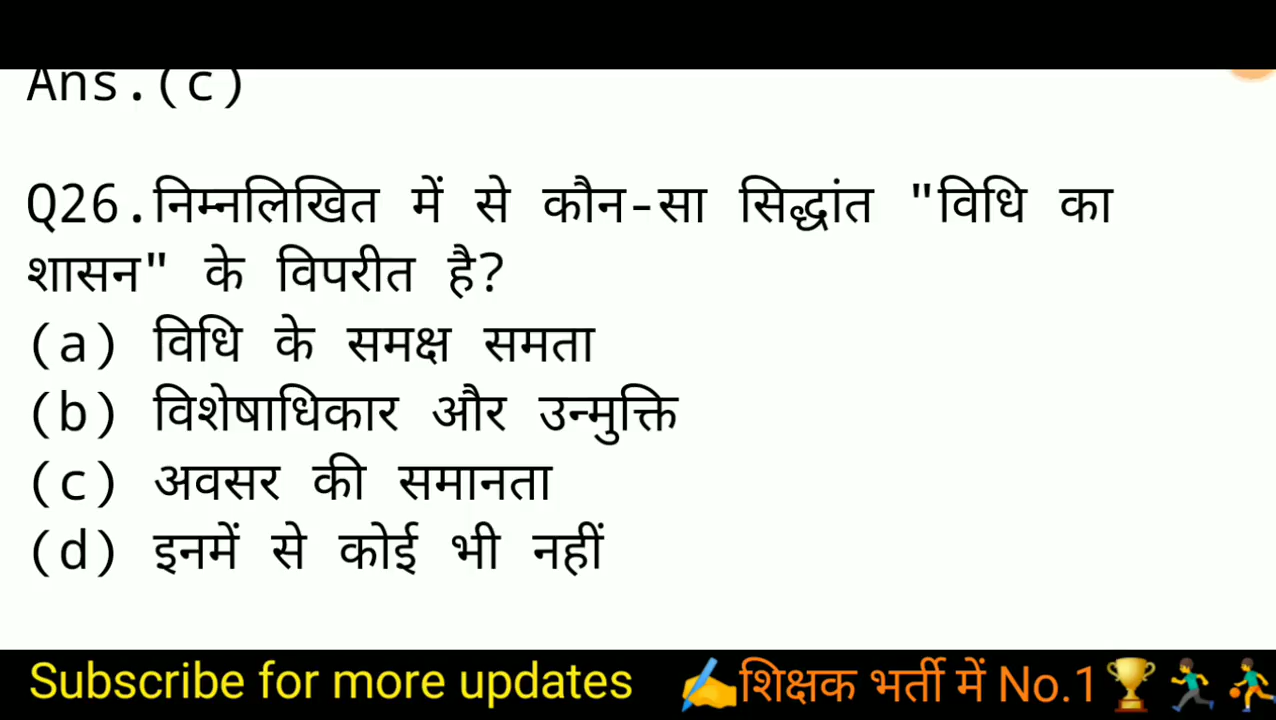 Ans.(c)
Q26.निम्नलिखित में से कौन-सा सिद्धांत "विधि का
शासन" के विपरीत है?
(a) विधि के समक्ष समता
(b) विशेषाधिकार और उन्मुक्ति
(c) अवसर की समानता
(d) इनमें से कोई भी नहीं
Subscribe for more updates ✍️शिक्षक भर्ती में No.1🏆🏃‍♂️⛹️‍♂️